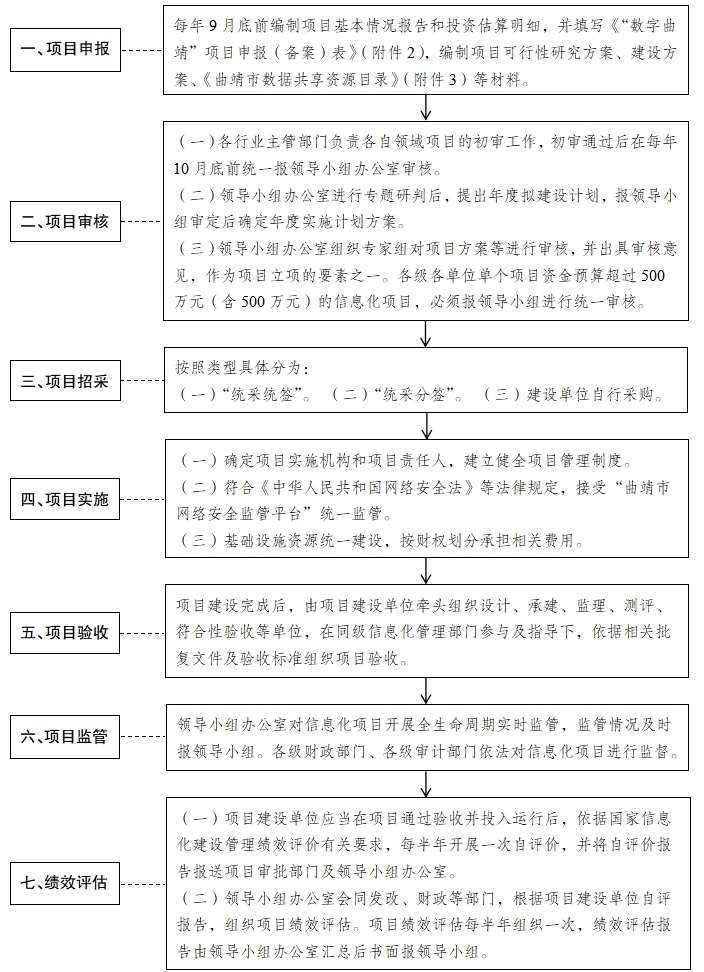 一、项目申报
每年 9 月底前编制项目基本情况报告和投资估算明细，并填写《“数字曲
靖”项目申报（备案）表》（附件 2），编制项目可行性研究方案、建设方
案、《曲靖市数据共享资源目录》（附件 3）等材料。
二、项目审核
（一）各行业主管部门负责各自领域项目的初审工作，初审通过后在每年
10 月底前统一报领导小组办公室审核。
（二）领导小组办公室进行专题研判后，提出年度拟建设计划，报领导小
组审定后确定年度实施计划方案。
（三）领导小组办公室组织专家组对项目方案等进行审核，并出具审核意
见，作为项目立项的要素之一。各级各单位单个项目资金预算超过 500
万元（含 500 万元）的信息化项目，必须报领导小组进行统一审核。
三、项目招采
按照类型具体分为：
（一）“统采统签”。（二）“统采分签”。（三）建设单位自行采购。
四、项目实施
（一）确定项目实施机构和项目责任人，建立健全项目管理制度。
（二）符合《中华人民共和国网络安全法》等法律规定，接受“曲靖市
网络安全监管平台”统一监管。
（三）基础设施资源统一建设，按财权划分承担相关费用。
五、项目验收
项目建设完成后，由项目建设单位牵头组织设计、承建、监理、测评、
符合性验收等单位，在同级信息化管理部门参与及指导下，依据相关批
复文件及验收标准组织项目验收。
六、项目监管
领导小组办公室对信息化项目开展全生命周期实时监管，监管情况及时
报领导小组。各级财政部门、各级审计部门依法对信息化项目进行监督。
七、绩效评估
（一）项目建设单位应当在项目通过验收并投入运行后，依据国家信息
化建设管理绩效评价有关要求，每半年开展一次自评价，并将自评价报
告报送项目审批部门及领导小组办公室。
（二）领导小组办公室会同发改、财政等部门，根据项目建设单位自评
报告，组织项目绩效评估。项目绩效评估每半年组织一次，绩效评估报
告由领导小组办公室汇总后书面报领导小组。